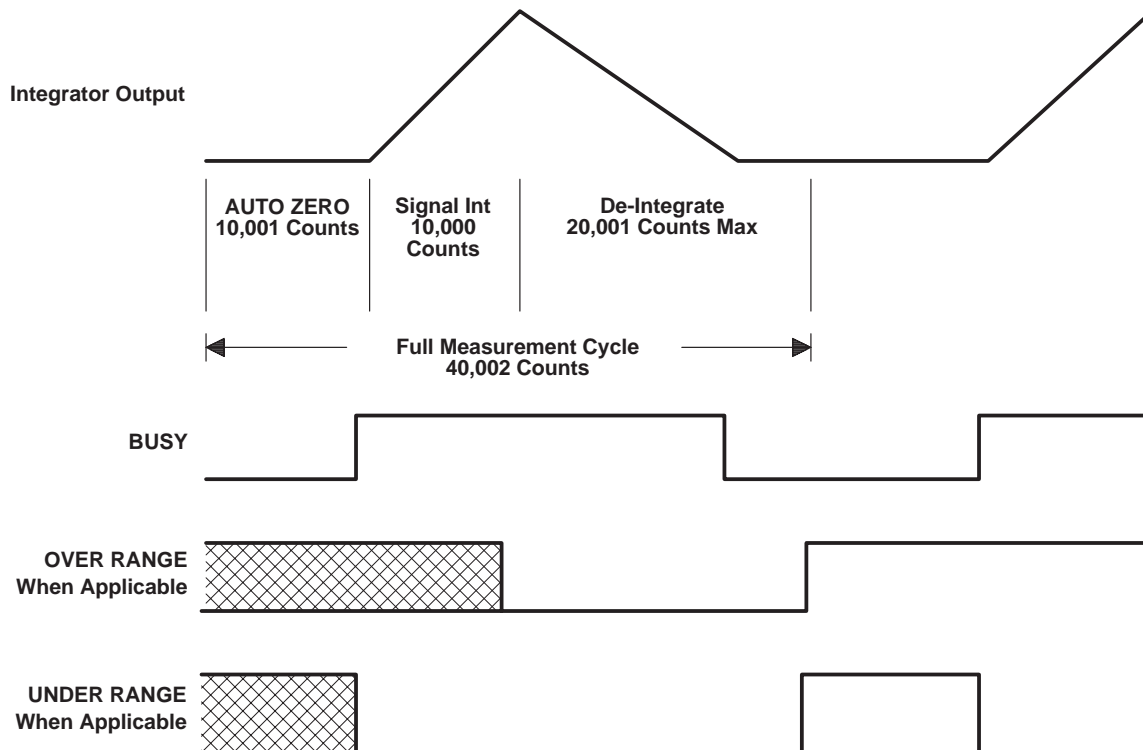 Integrator Output
AUTO ZERO
10,001 Counts
Signal Int
10,000
Counts
De-Integrate
20,001 Counts Max
Full Measurement Cycle
40,002 Counts
BUSY
OVER RANGE
When Applicable
UNDER RANGE
When Applicable